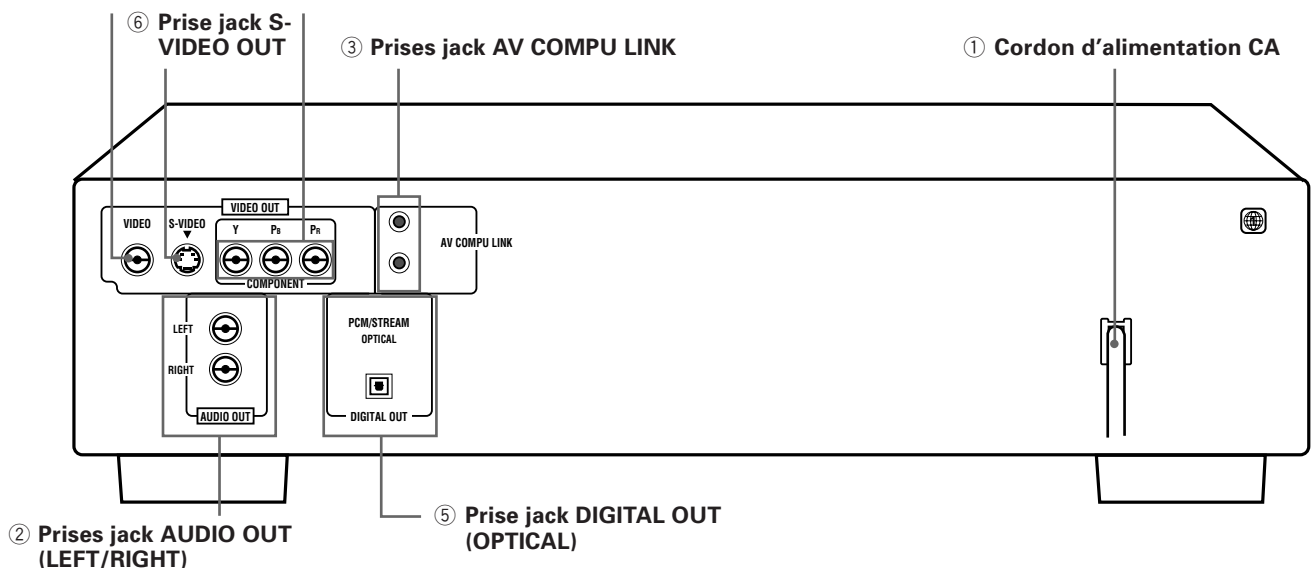 ⑥ Prise jack S-
VIDEO OUT
③ Prises jack AV COMPU LINK
① Cordon d’alimentation CA
VIDEO OUT
VIDEO
S-VIDEO
Y
PB
PR
COMPONENT
AV COMPU LINK
LEFT
RIGHT
AUDIO OUT
PCM/STREAM
OPTICAL
DIGITAL OUT
② Prises jack AUDIO OUT
(LEFT/RIGHT)
⑤ Prise jack DIGITAL OUT
(OPTICAL)